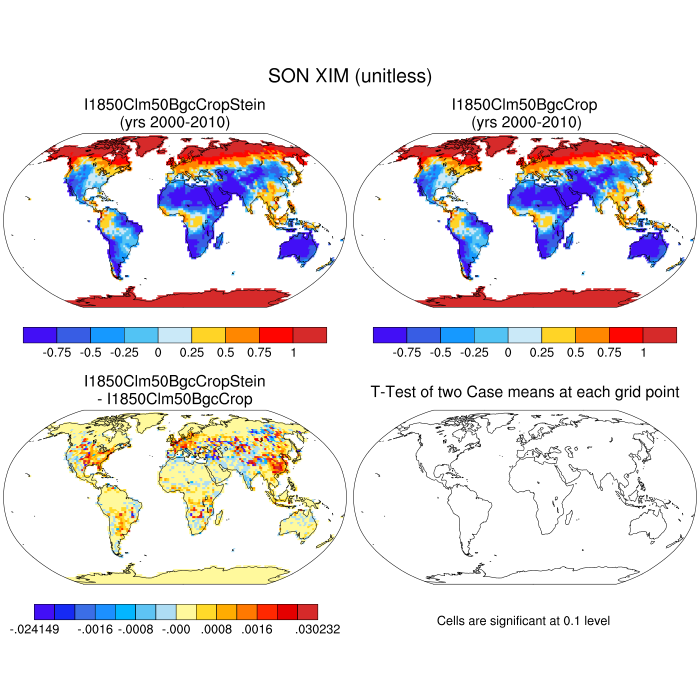 SON XIM (unitless)
I1850Clm50BgcCropStein
(yrs 2000-2010)
I1850Clm50BgcCrop
(yrs 2000-2010)
-0.75 -0.5 -0.25 0 0.25 0.5 0.75 1
-0.75 -0.5 -0.25 0 0.25 0.5 0.75 1
I1850Clm50BgcCropStein
- I1850Clm50BgcCrop
T-Test of two Case means at each grid point
-.024149 -.0016 -.0008 -.000 .0008 .0016 .030232
Cells are significant at 0.1 level